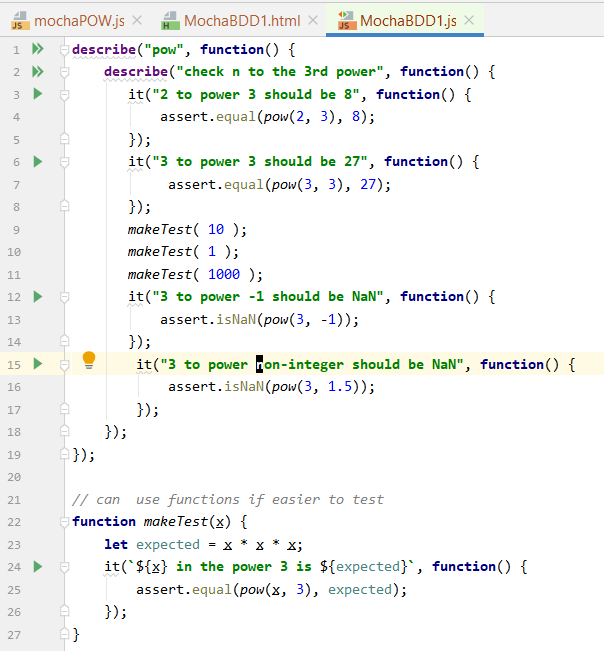 mochaPOW.js MochaBDD1.html MochaBDD1.js
1 describe("pow", function() {
2 describe("check n to the 3rd power", function() {
3 it("2 to power 3 should be 8", function() {
4 assert.equal(pow(2, 3), 8);
5 });
6 it("3 to power 3 should be 27", function() {
7 assert.equal(pow(3, 3), 27);
8 });
9 makeTest( 10 );
10 makeTest( 1 );
11 makeTest( 1000 );
12 it("3 to power -1 should be NaN", function() {
13 assert.isNaN(pow(3, -1));
14 });
15 it("3 to power non-integer should be NaN", function() {
16 assert.isNaN(pow(3, 1.5));
17 });
18 });
19 });
20
21 // can  use functions if easier to test
22 function makeTest(x) {
23 let expected = x * x * x;
24 it(`${x} in the power 3 is ${expected}`, function() {
25 assert.equal(pow(x, 3), expected);
26 });
27 }